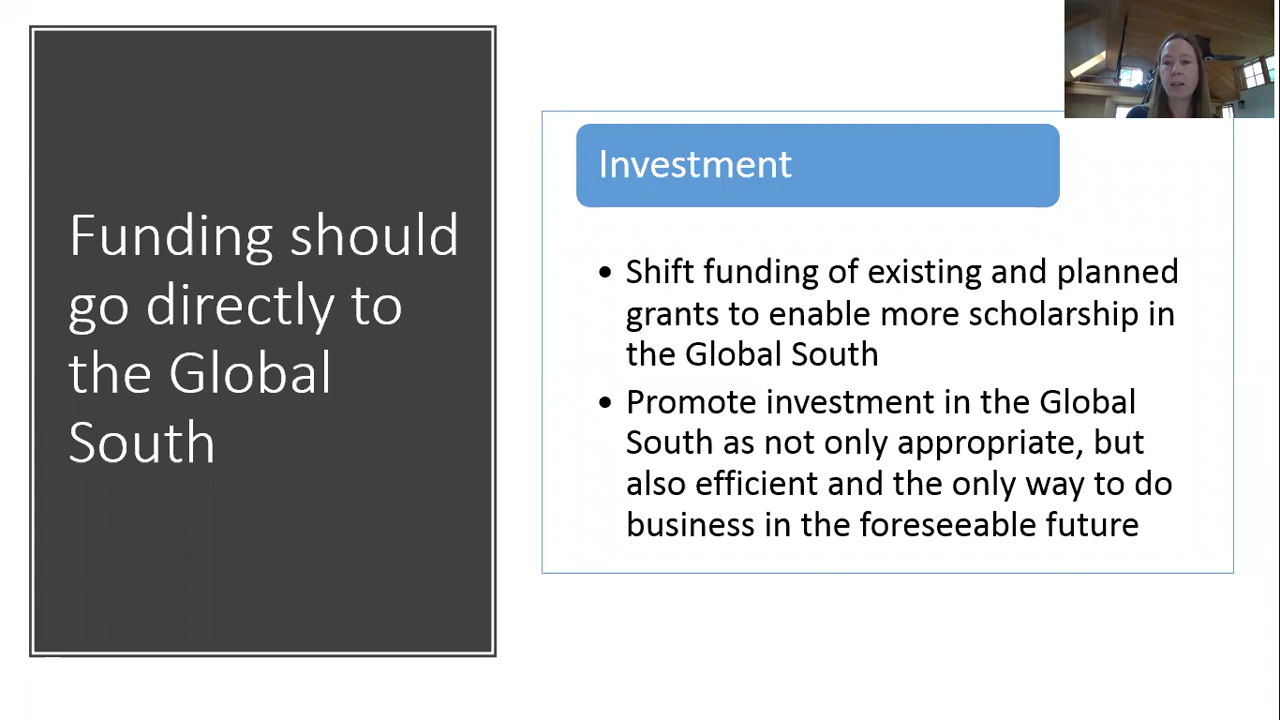 Funding should
go directly to
the Global
South
Investment
• Shift funding of existing and planned
grants to enable more scholarship in
the Global South
• Promote investment in the Global
South as not only appropriate, but
also efficient and the only way to do
business in the foreseeable future